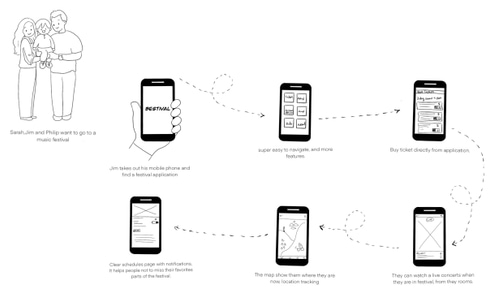 Sarah,Jim and Philip want to go to a
music festival
BESTIVAL
Jim takes out his mobile phone and
find a festival application
super easy to navigate, and more
features.
Buy ticket directly from application.
Clear schedules page with notifications.
It helps people not to miss their favorites
parts of the festival.
The map show them where they are
now location tracking
They can watch a live concerts when
they are in festival, from they rooms.